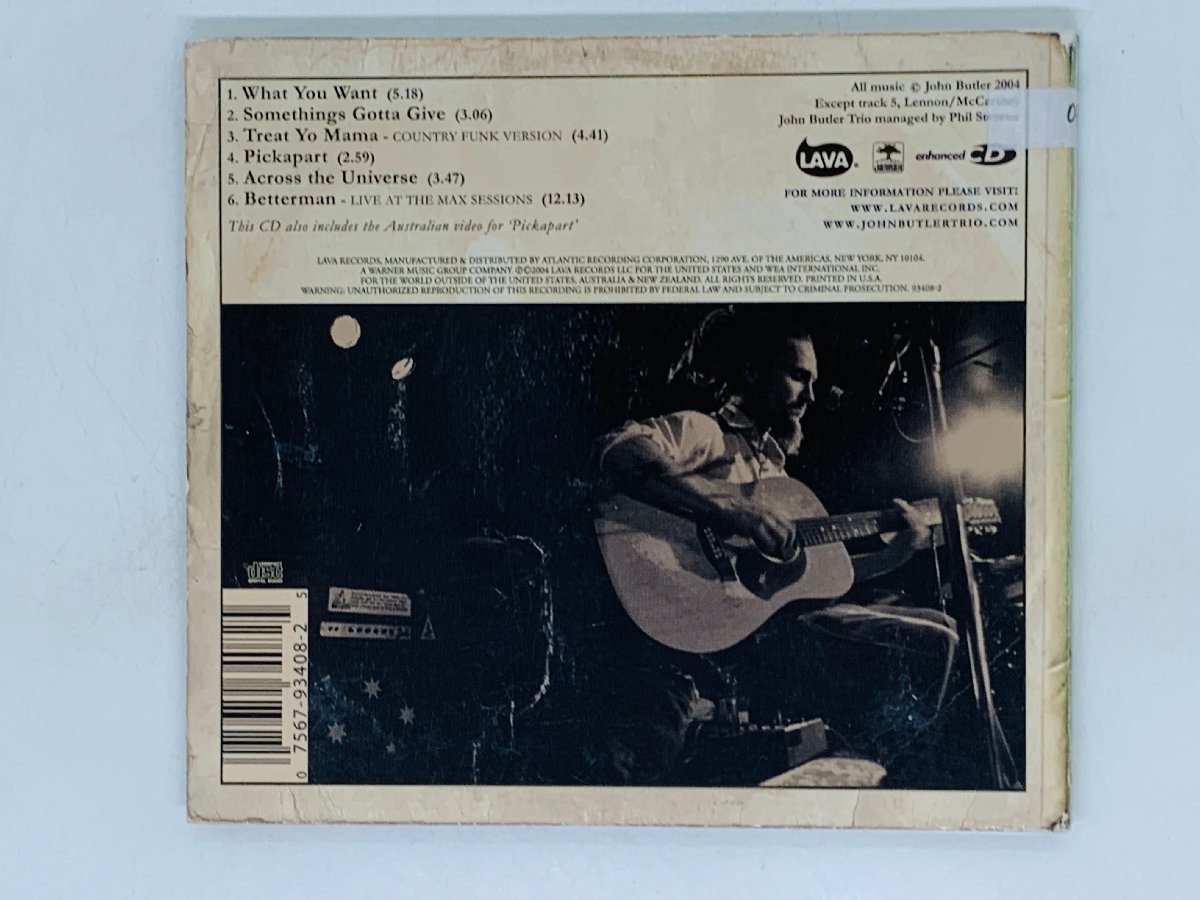 1. What You Want (5.18)
2. Somethings Gotta Give (3.06)
3. Treat Yo Mama - COUNTRY FUNK VERSION (4.41)
4. Pickapart (2.59)
5. Across the Universe (3.47)
6. Betterman - LIVE AT THE MAX SESSIONS (12.13)
This CD also includes the Australian video for 'Pickapart'
All music © John Butler 2004
Except track 5, Lennon/
John Butler Trio managed by Phil
LAVA
enhanced CD
FOR MORE INFORMATION PLEASE VISIT:
WWW.LAVARECORDS.COM
WWW.JOHNBUTLERTRIO.COM
LAVA RECORDS, MANUFACTURED & DISTRIBUTED BY ATLANTIC RECORDING CORPORATION, 1290 AVE. OF THE AMERICAS, NEW YORK, NY 10104.
A WARNER MUSIC GROUP COMPANY. ℗©2004 LAVA RECORDS LLC FOR THE UNITED STATES AND WEA INTERNATIONAL INC.
FOR THE WORLD OUTSIDE OF THE UNITED STATES, AUSTRALIA & NEW ZEALAND. ALL RIGHTS RESERVED. PRINTED IN U.S.A.
WARNING: UNAUTHORIZED REPRODUCTION OF THIS RECORDING IS PROHIBITED BY FEDERAL LAW AND SUBJECT TO CRIMINAL PROSECUTION. 93408-2
disc
0 7567-93408-2 5